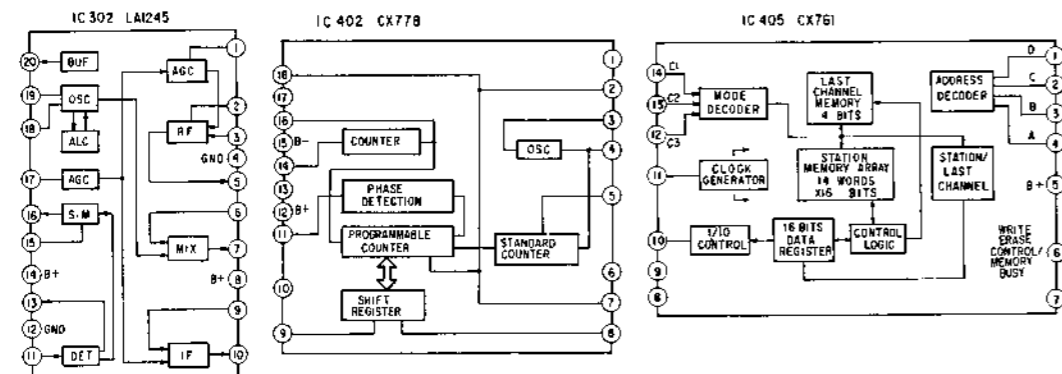 IC 302 LA1245
20
BUF
19
OSC
18
ALC
17
AGC
16
S.M
15
14
B+
13
12
GND
11
DET
1
AGC
2
RF
3
GND
4
5
6
MIX
7
B+
8
9
IF
10
IC 402 CX778
18
17
16
15
B-
14
COUNTER
13
12
B+
11
PHASE
DETECTION
PROGRAMMABLE
COUNTER
10
SHIFT
REGISTER
9
OSC
STANDARD
COUNTER
1
2
3
4
5
6
7
8
IC 405 CX761
14
C1
13
C2
12
C3
MODE
DECODER
LAST
CHANNEL
MEMORY
4 BITS
ADDRESS
DECODER
D
1
C
2
B
3
A
4
11
CLOCK
GENERATOR
STATION
MEMORY ARRAY
14 WORDS
X16 BITS
STATION/
LAST
CHANNEL
B+
5
10
I/O
CONTROL
16 BITS
DATA
REGISTER
CONTROL
LOGIC
WRITE
ERASE
CONTROL/
MEMORY
BUSY
6
9
8
7